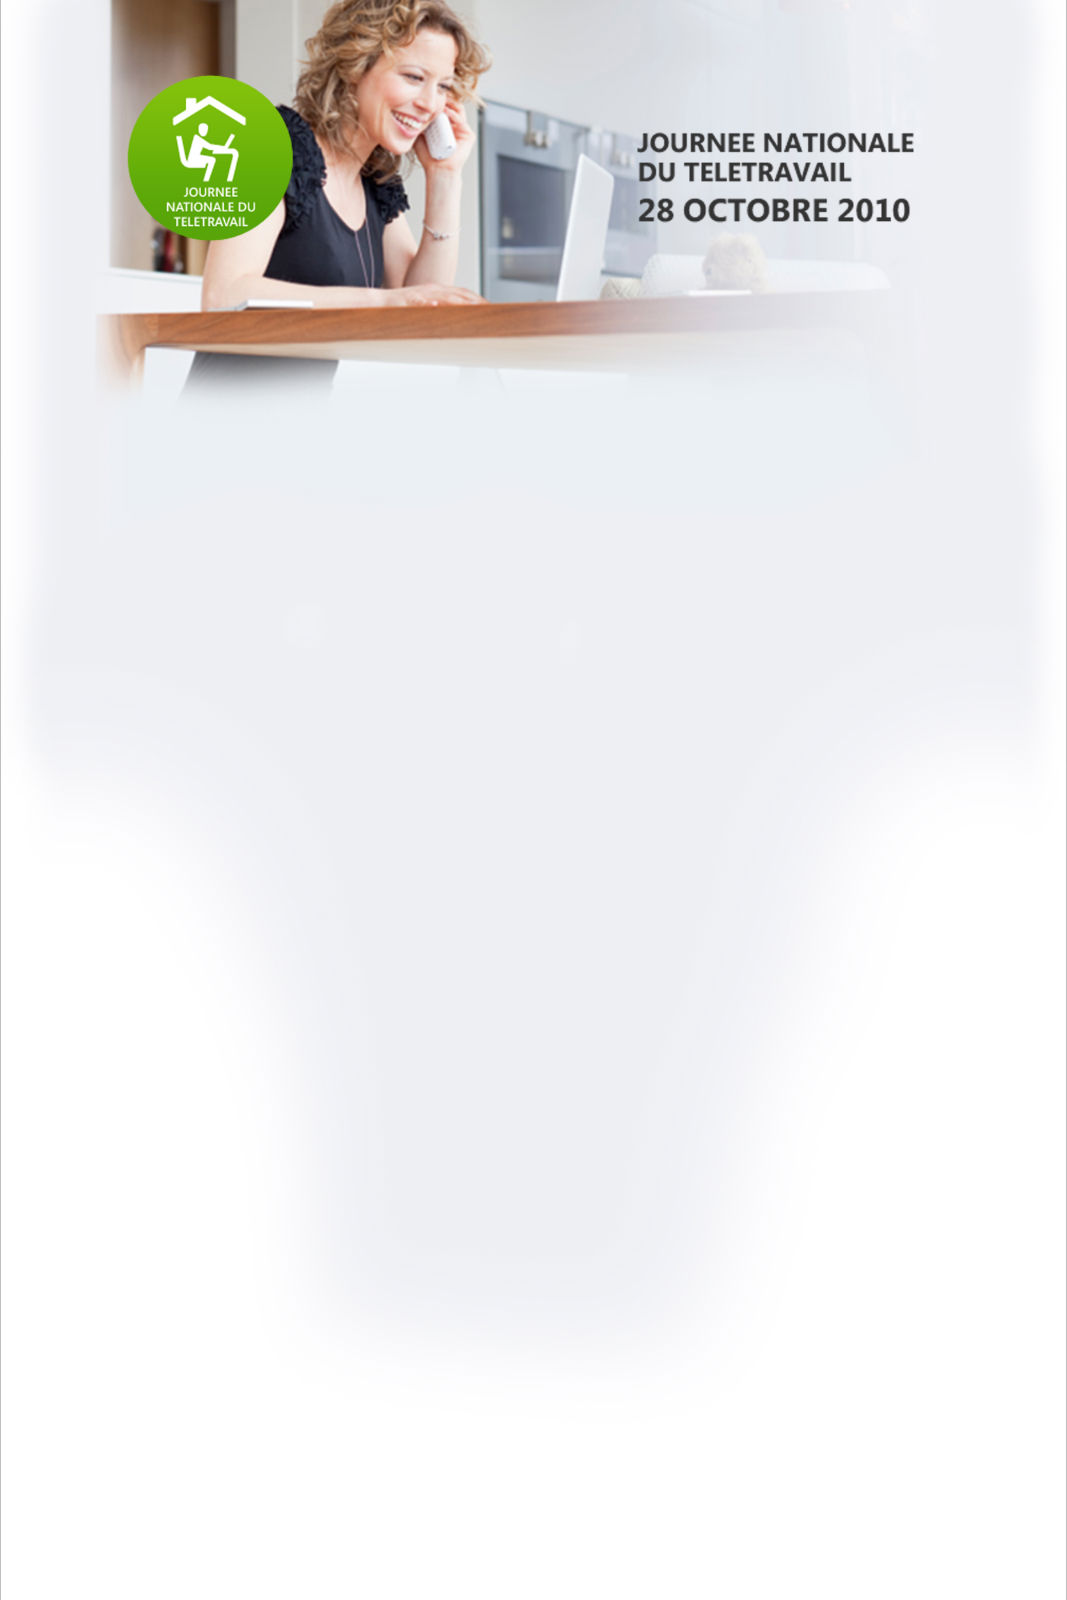 JOURNEE
NATIONALE DU
TELETRAVAIL
JOURNEE NATIONALE
DU TELETRAVAIL
28 OCTOBRE 2010